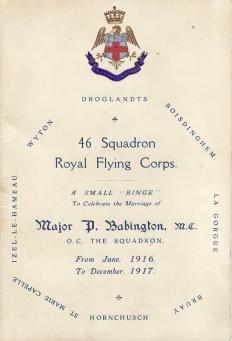 DROGLANDTS
WYTON
BOISDINGHEM
46 Squadron
Royal Flying Corps.
A SMALL "BINGE"
To Celebrate the Marriage of
Major P. Babington, M.C.
O.C. THE SQUADRON.
From June, 1916.
To December, 1917.
IZEL-LE-HAMEAU
LA GORGUE
ST. MARIE CAPELLE
BRUAY
HORNCHURCH